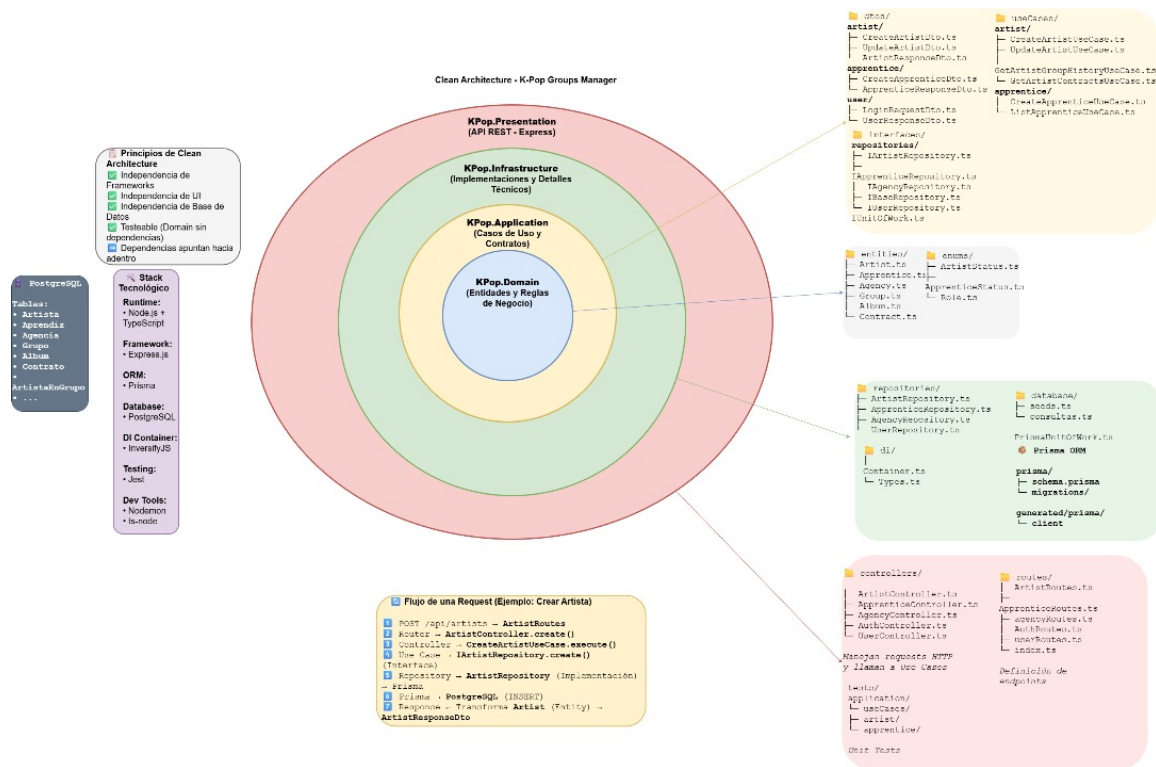 Clean Architecture - K-Pop Groups Manager
KPop.Presentation
(API REST - Express)
KPop.Infrastructure
(Implementaciones y Detalles
Técnicos)
KPop.Application
(Casos de Uso y
Contratos)
KPop.Domain
(Entidades y Reglas
de Negocio)
Principios de Clean
Architecture
✅ Independencia de
Frameworks
✅ Independencia de UI
✅ Independencia de Base de
Datos
✅ Testeable (Domain sin
dependencias)
➡️ Dependencias apuntan hacia
adentro
PostgreSQL
Tables:
• Artista
• Aprendiz
• Agencia
• Grupo
• Album
• Contrato
•
ArtistaEnGrupo
• ...
Stack
Tecnológico
Runtime:
• Node.js +
TypeScript
Framework:
• Express.js
ORM:
• Prisma
Database:
• PostgreSQL
DI Container:
• InversifyJS
Testing:
• Jest
Dev Tools:
• Nodemon
• ts-node
Flujo de una Request (Ejemplo: Crear Artista)
1 POST /api/artists → ArtistRoutes
2 Router → ArtistController.create()
3 Controller → CreateArtistUseCase.execute()
4 Use Case → IArtistRepository.create()
(Interface)
5 Repository → ArtistRepository (Implementación)
→ Prisma
6 Prisma → PostgreSQL (INSERT)
7 Response ← Transforma Artist (Entity) →
ArtistResponseDto
dtos/
artist/
├─ CreateArtistDto.ts
├─ UpdateArtistDto.ts
ArtistResponseDto.ts
apprentice/
├─ CreateApprenticeDto.ts
└─ ApprenticeResponseDto.ts
user/
├─ LoginRequestDto.ts
└─ UserResponseDto.ts
interfaces/
repositories/
├─ IArtistRepository.ts
├─
IApprenticeRepository.ts
├─ IAgencyRepository.ts
├─ IBaseRepository.ts
└─ IUserRepository.ts
IUnitOfWork.ts
useCases/
artist/
├─ CreateArtistUseCase.ts
├─ UpdateArtistUseCase.ts
│
GetArtistGroupHistoryUseCase.ts
└─ GetArtistContractsUseCase.ts
apprentice/
├─ CreateApprenticeUseCase.ts
└─ ListApprenticeUseCase.ts
entities/
├─ Artist.ts
├─ Apprentice.ts
├─ Agency.ts
├─ Group.ts
├─ Album.ts
└─ Contract.ts
enums/
├─ ArtistStatus.ts
├─
ApprenticeStatus.ts
└─ Role.ts
repositories/
├─ ArtistRepository.ts
├─ ApprenticeRepository.ts
├─ AgencyRepository.ts
UserRepository.ts
di/
│
Container.ts
└─ Types.ts
database/
├─ seeds.ts
└─ consultas.ts
PrismaUnitOfWork.ts
Prisma ORM
prisma/
├─ schema.prisma
└─ migrations/
generated/prisma/
└─ client
controllers/
├─ ArtistController.ts
├─ ApprenticeController.ts
├─ AgencyController.ts
├─ AuthController.ts
└─ UserController.ts
Manejan requests HTTP
y llaman a Uso Casos
tests/
application/
└─ useCases/
├─ artist/
└─ apprentice/
Unit Tests
routes/
├─ ArtistRoutes.ts
├─
ApprenticeRoutes.ts
├─ agencyRoutes.ts
├─ AuthRoutes.ts
├─ userRoutes.ts
└─ index.ts
Definición de
endpoints